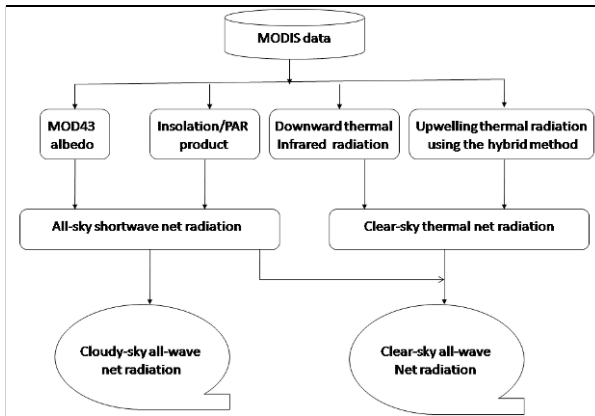 MODIS data
MOD43
albedo
Insolation/PAR
product
Downward thermal
Infrared radiation
Upwelling thermal radiation
using the hybrid method
All-sky shortwave net radiation
Clear-sky thermal net radiation
Cloudy-sky all-wave
net radiation
Clear-sky all-wave
Net radiation